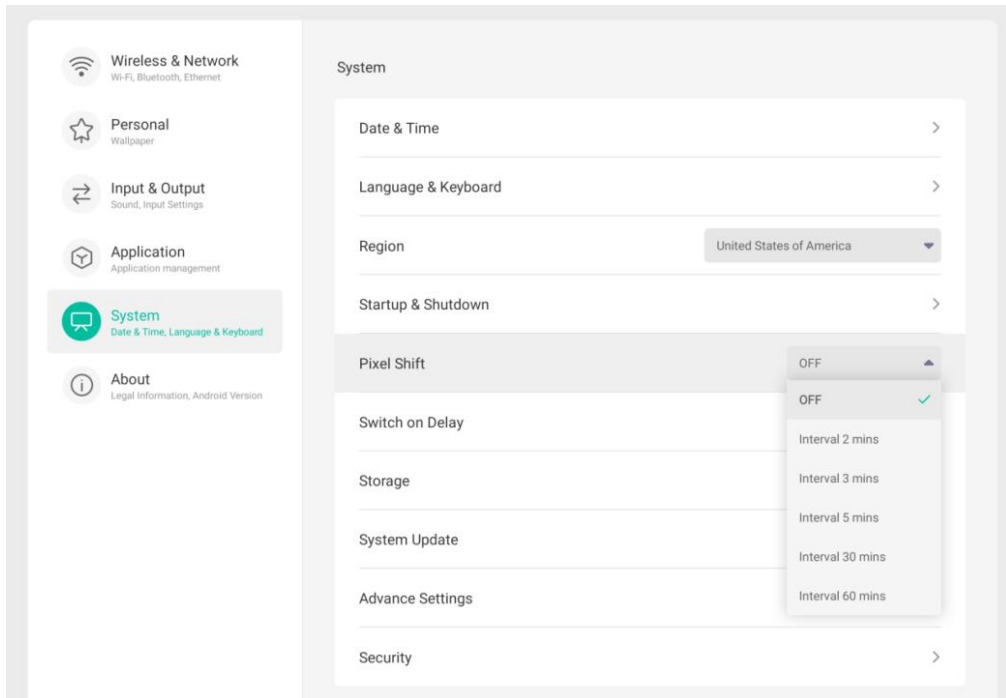 Wireless & Network
Wi-Fi, Bluetooth, Ethernet
Personal
Wallpaper
Input & Output
Sound, Input Settings
Application
Application management
System
Date & Time, Language & Keyboard
About
Legal Information, Android Version
System
Date & Time
Language & Keyboard
Region
United States of America
Startup & Shutdown
Pixel Shift
OFF
OFF
Interval 2 mins
Interval 3 mins
Interval 5 mins
Interval 30 mins
Interval 60 mins
Switch on Delay
Storage
System Update
Advance Settings
Security